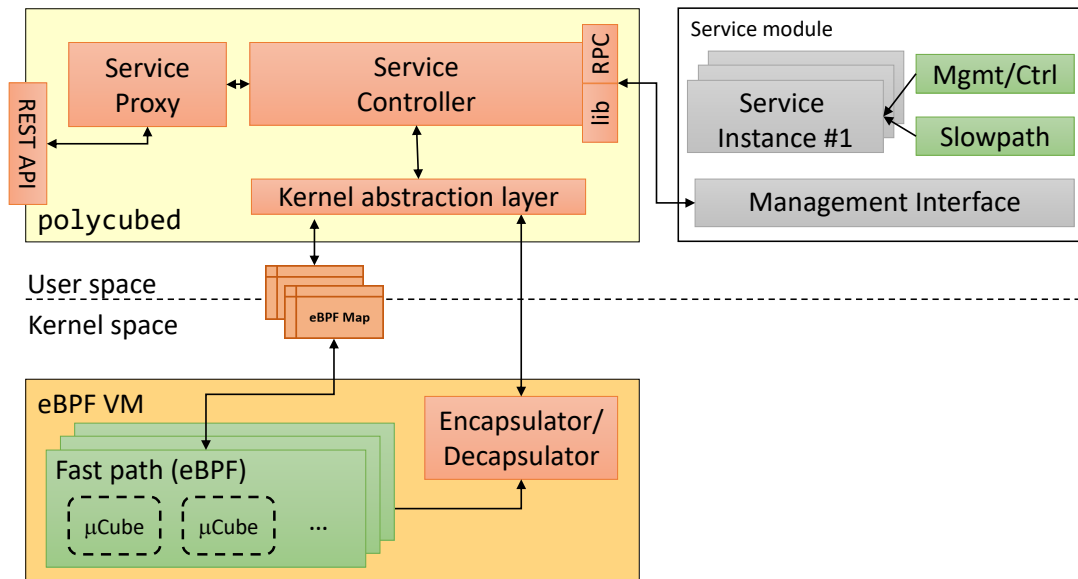 Service
Proxy
Service
Controller
RPC
lib
REST API
Kernel abstraction layer
polycubed
Service module
Service
Instance #1
Mgmt/Ctrl
Slowpath
Management Interface
User space
Kernel space
eBPF Map
eBPF VM
Fast path (eBPF)
μCube
μCube
...
Encapsulator/
Decapsulator